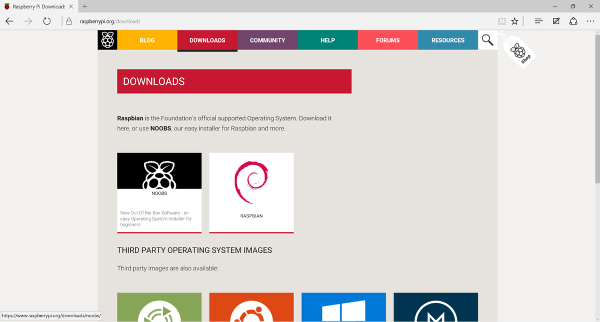 Raspberry Pi Downloads
raspberrypi.org/downloads
BLOG
DOWNLOADS
COMMUNITY
HELP
FORUMS
RESOURCES
shop
DOWNLOADS
Raspbian is the Foundation's official supported Operating System. Download it
here, or use NOOBS, our easy installer for Raspbian and more.
NOOBS
New Out Of the Box Software - an
easy Operating System installer for
beginners
RASPBIAN
THIRD PARTY OPERATING SYSTEM IMAGES
Third party images are also available:
https://www.raspberrypi.org/downloads/noobs/